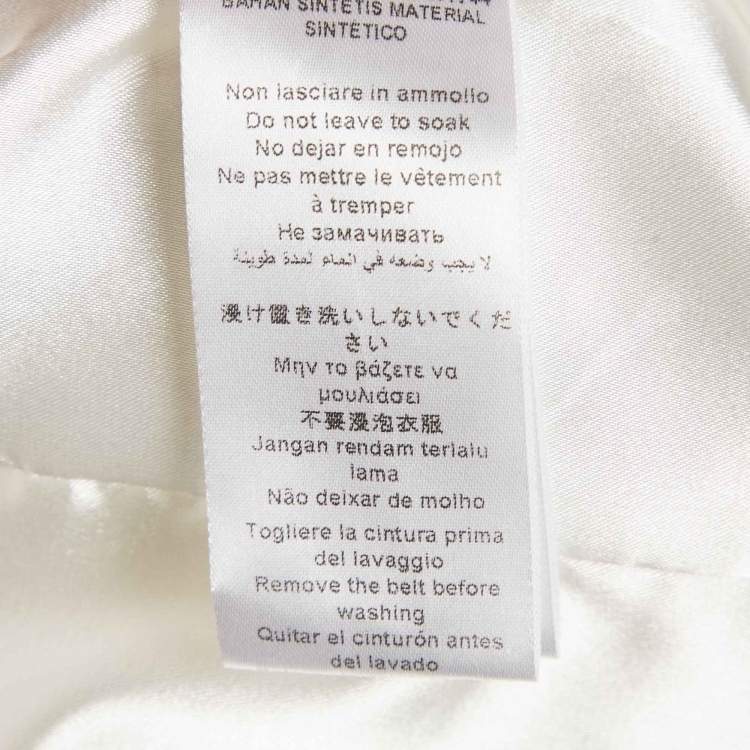 BAHAN SINTETIS MATERIAL
SINTÉTICO
Non lasciare in ammollo
Do not leave to soak
No dejar en remojo
Ne pas mettre le vêtement
à tremper
Не замачивать
لا يجب وضعه في الماء لمدة طويلة
浸け置き洗いしないでくだ
さい
Μην το βάζετε να
μουλιάσει
不要浸泡衣服
Jangan rendam terlalu
lama
Não deixar de molho
Togliere la cintura prima
del lavaggio
Remove the belt before
washing
Quitar el cinturón antes
del lavado